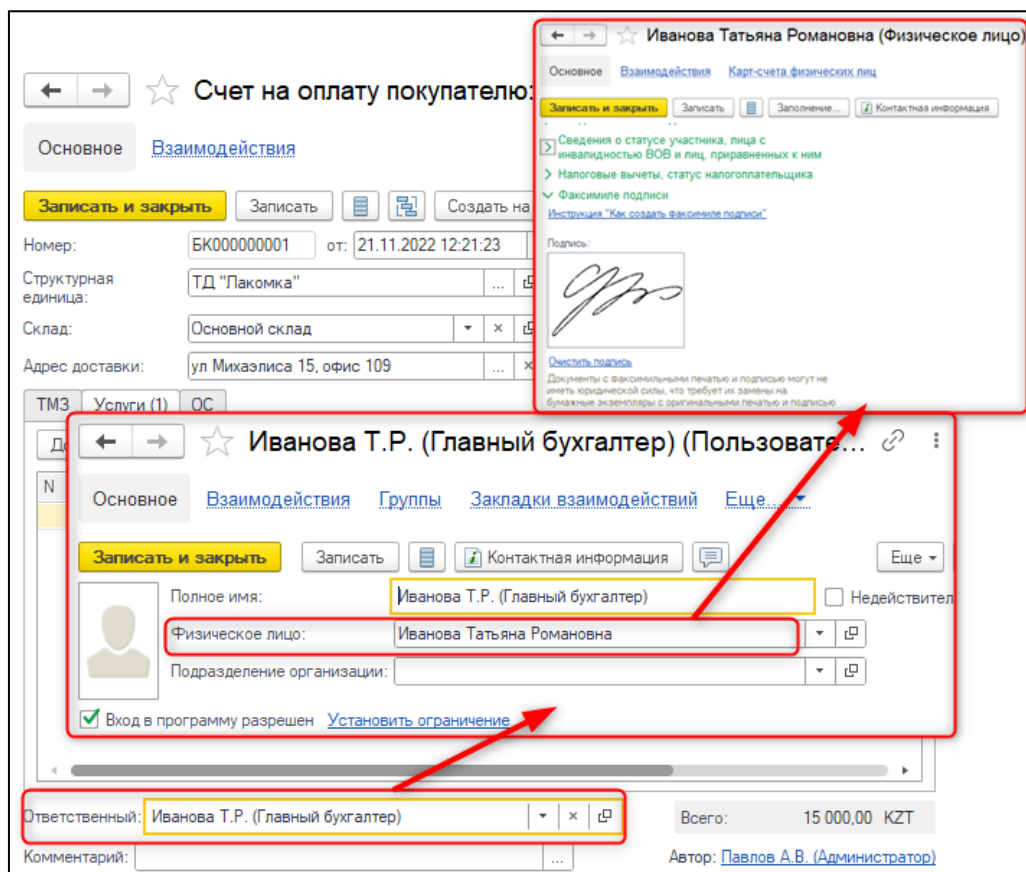 Иванова Татьяна Романовна (Физическое лицо)
Основное Взаимодействия Карт-счета физических лиц
Записать и закрыть Записать Заполнение... Контактная информация
Сведения о статусе участника, лица с
инвалидностью ВОВ и лиц, приравненных к ним
Налоговые вычеты, статус налогоплательщика
Факсимиле подписи
Инструкция "Как создать факсимиле подписи"
Подпись:
Очистить подпись
Документы с факсимильными печатью и подписью могут не
иметь юридической силы, что требует их замены на
бумажные экземпляры с оригинальными печатью и подписью
Счет на оплату покупателю:
Основное Взаимодействия
Записать и закрыть Записать Создать на
Номер: БК000000001 от: 21.11.2022 12:21:23
Структурная
единица:
ТД "Лакомка"
Склад: Основной склад
Адрес доставки: ул Михаэлиса 15, офис 109
ТМЗ Услуги (1) ОС
N
Иванова Т.Р. (Главный бухгалтер) (Пользовате...
Основное Взаимодействия Группы Закладки взаимодействий Еще...
Записать и закрыть Записать Контактная информация Еще
Полное имя: Иванова Т.Р. (Главный бухгалтер) Недействител
Физическое лицо: Иванова Татьяна Романовна
Подразделение организации:
Вход в программу разрешен Установить ограничение
Ответственный: Иванова Т.Р. (Главный бухгалтер) Всего: 15 000,00 KZT
Комментарий: Автор: Павлов А.В. (Администратор)